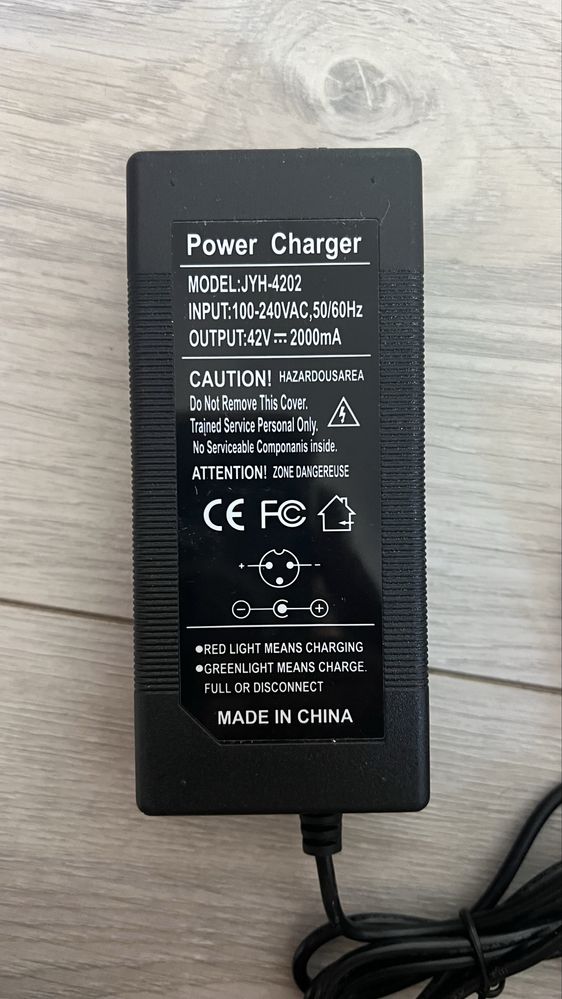 Power Charger
MODEL:JYH-4202
INPUT:100-240VAC,50/60Hz
OUTPUT:42V⎓2000mA
CAUTION! HAZARDOUSAREA
Do Not Remove This Cover.
Trained Service Personal Only.
No Serviceable Componanis inside.
ATTENTION! ZONE DANGEREUSE
CE FC
+ -
- +
●RED LIGHT MEANS CHARGING
●GREENLIGHT MEANS CHARGE.
FULL OR DISCONNECT
MADE IN CHINA